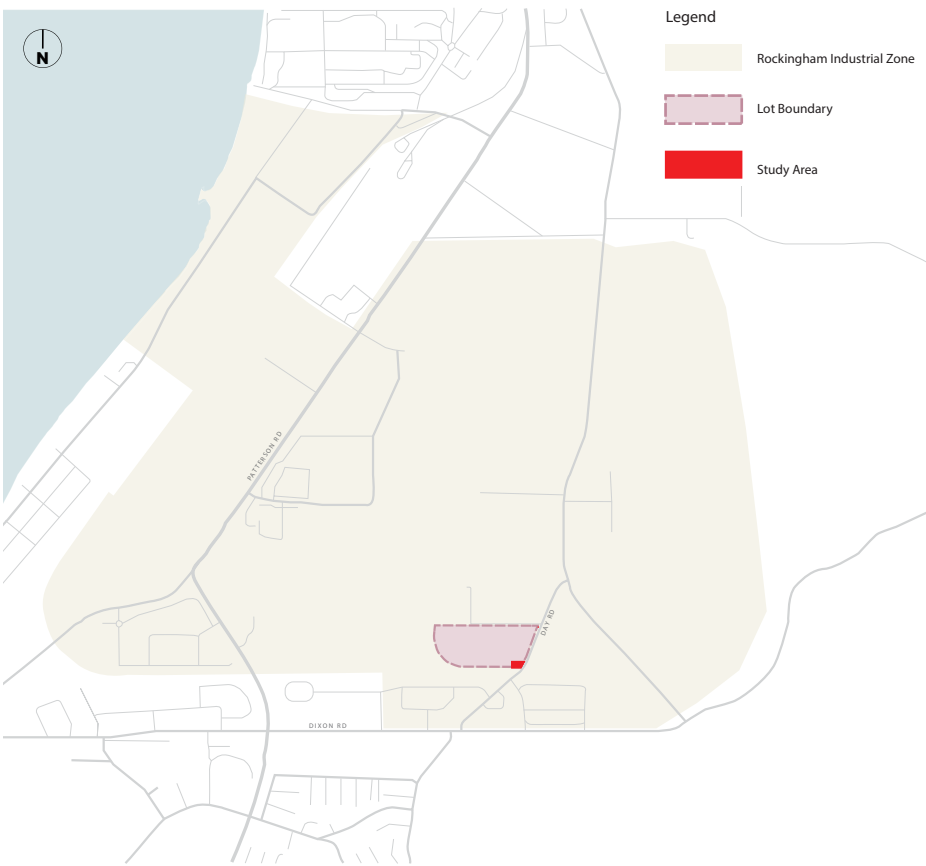 N
Legend
Rockingham Industrial Zone
Lot Boundary
Study Area
PATTERSON RD
DAY RD
DIXON RD